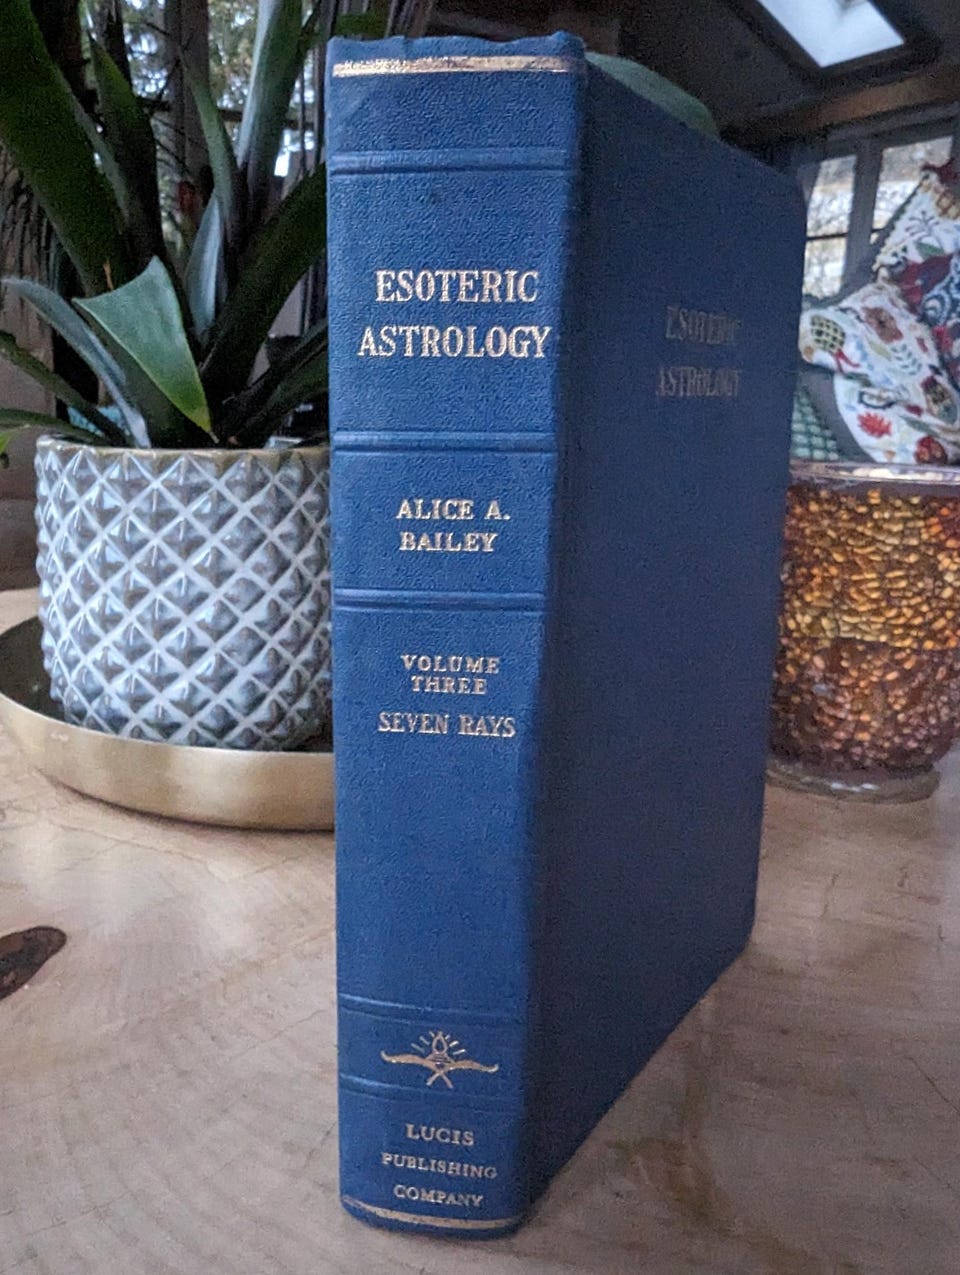 ESOTERIC
ASTROLOGY
ALICE A.
BAILEY
VOLUME
THREE
SEVEN RAYS
LUCIS
PUBLISHING
COMPANY
ESOTERIC
ASTROLOGY